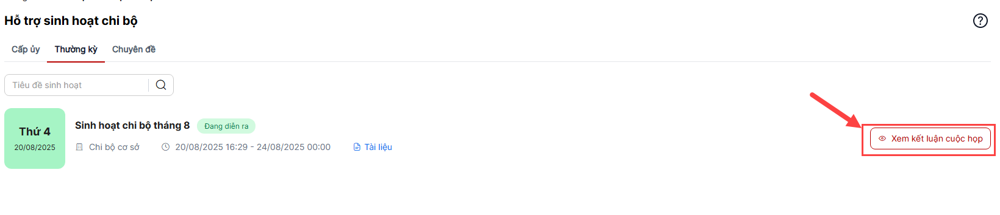 Hỗ trợ sinh hoạt chi bộ
Cấp ủy Thường kỳ Chuyên đề
Tiêu đề sinh hoạt
Thứ 4
20/08/2025
Sinh hoạt chi bộ tháng 8 Đang diễn ra
Chi bộ cơ sở 20/08/2025 16:29 - 24/08/2025 00:00 Tài liệu
Xem kết luận cuộc họp